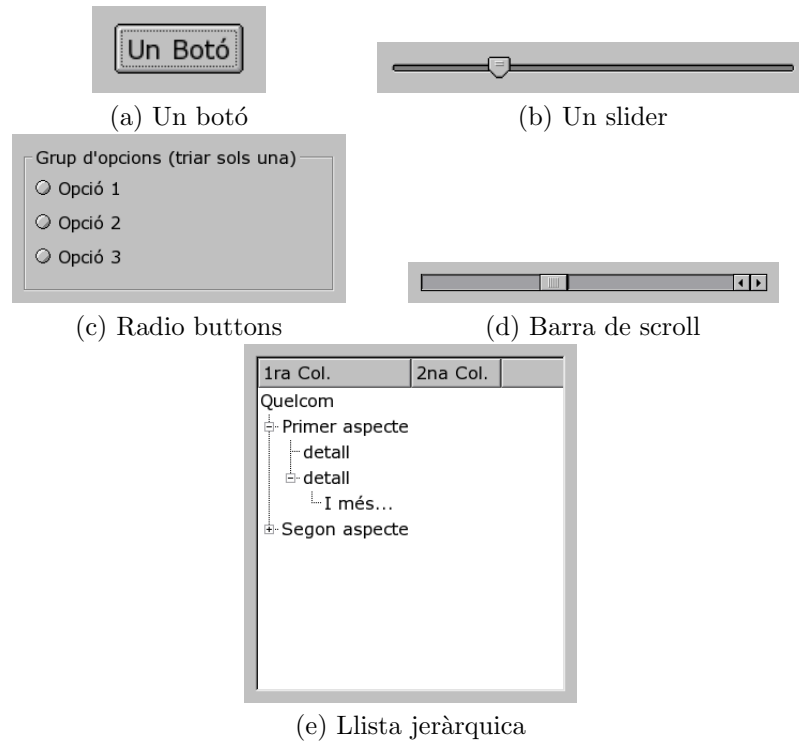 Un Botó
(a) Un botó
(b) Un slider
Grup d'opcions (triar sols una)
Opció 1
Opció 2
Opció 3
(c) Radio buttons
(d) Barra de scroll
1ra Col. 2na Col.
Quelcom
Primer aspecte
detall
detall
I més...
Segon aspecte
(e) Llista jeràrquica